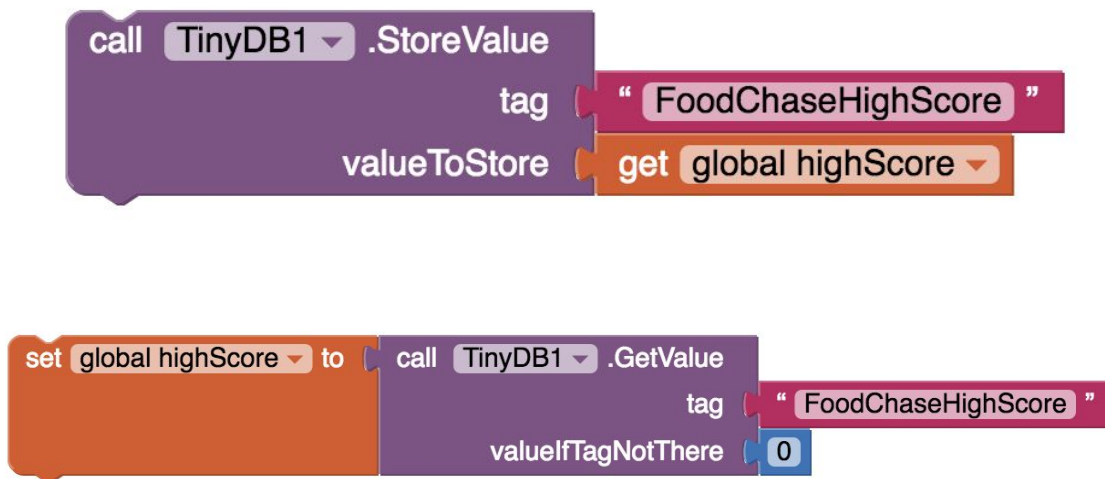 call TinyDB1 .StoreValue
tag “ FoodChaseHighScore ”
valueToStore get global highScore
set global highScore to call TinyDB1 .GetValue
tag “ FoodChaseHighScore ”
valueIfTagNotThere 0